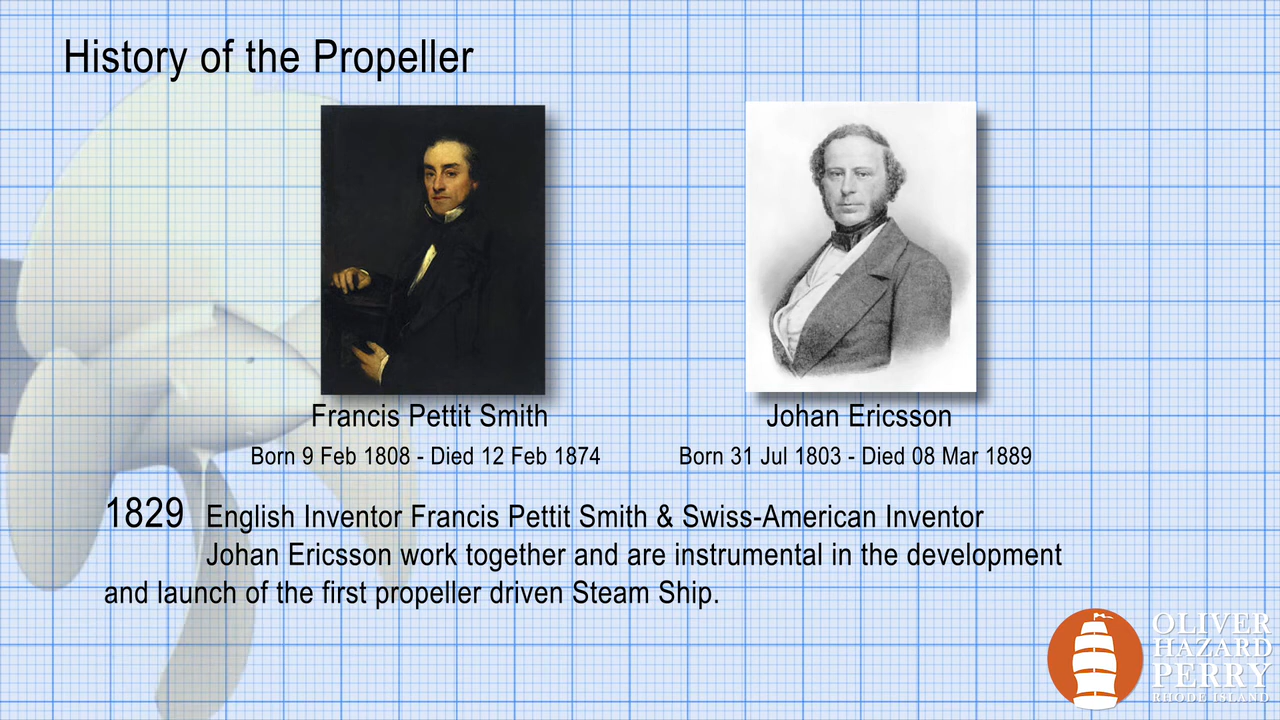 History of the Propeller
Francis Pettit Smith
Johan Ericsson
Born 9 Feb 1808 - Died 12 Feb 1874
Born 31 Jul 1803 - Died 08 Mar 1889
1829 English Inventor Francis Pettit Smith & Swiss-American Inventor
Johan Ericsson work together and are instrumental in the development
and launch of the first propeller driven Steam Ship.
OLIVER
HAZARD
PERRY
RHODE ISLAND